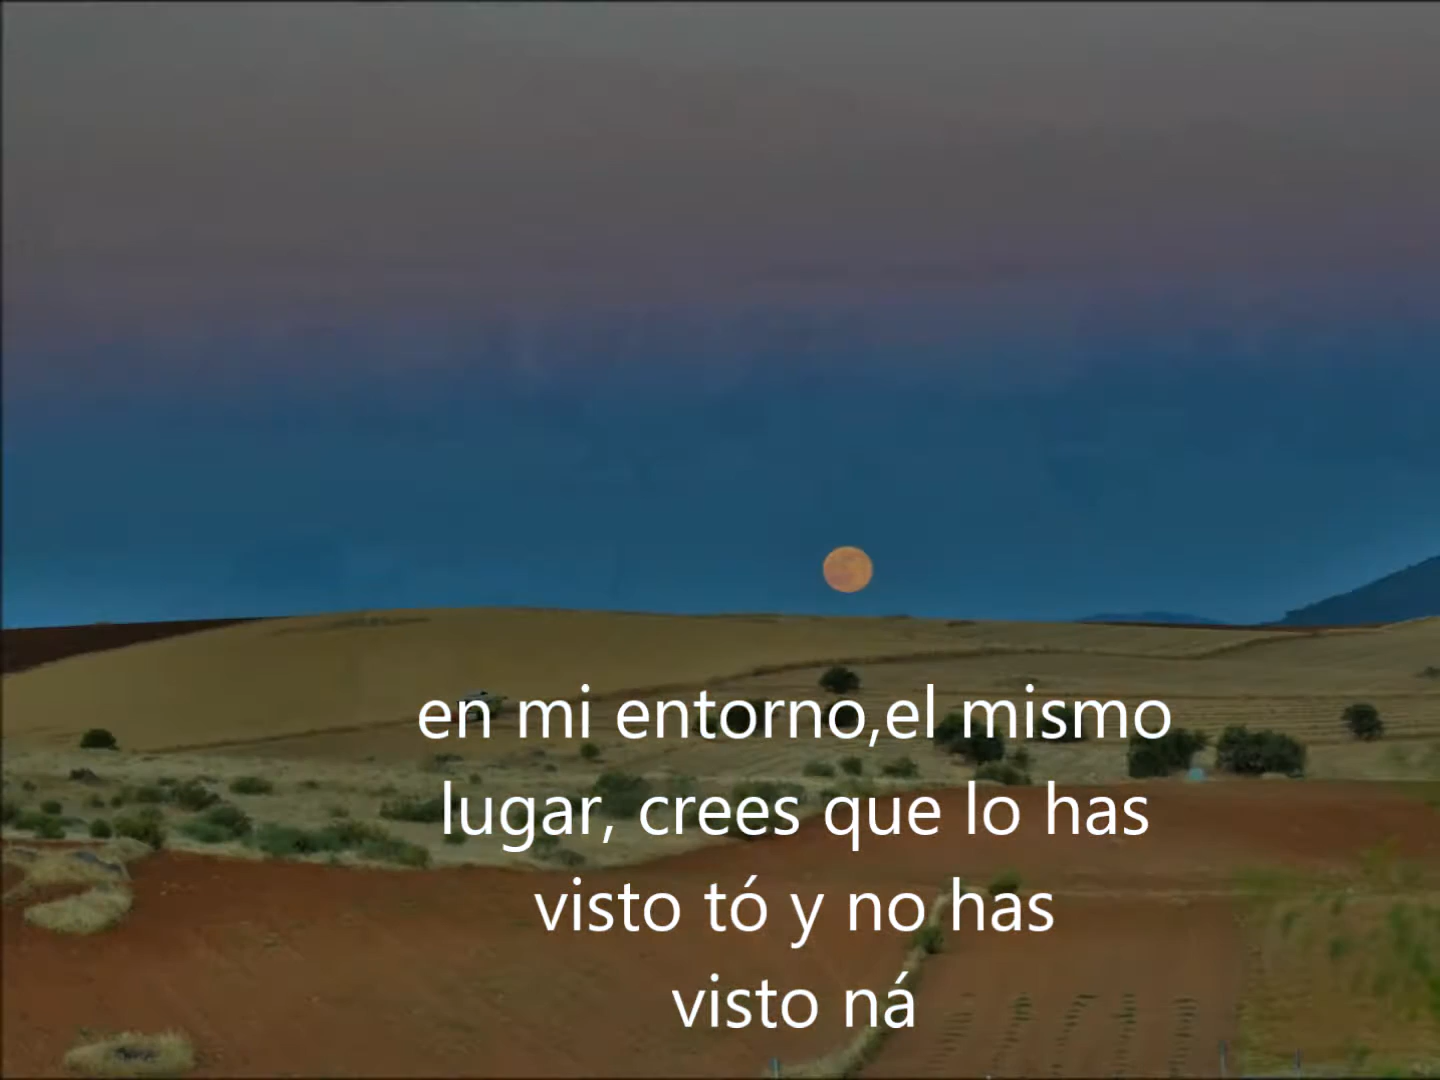 en mi entorno,el mismo
lugar, crees que lo has
visto tó y no has
visto ná